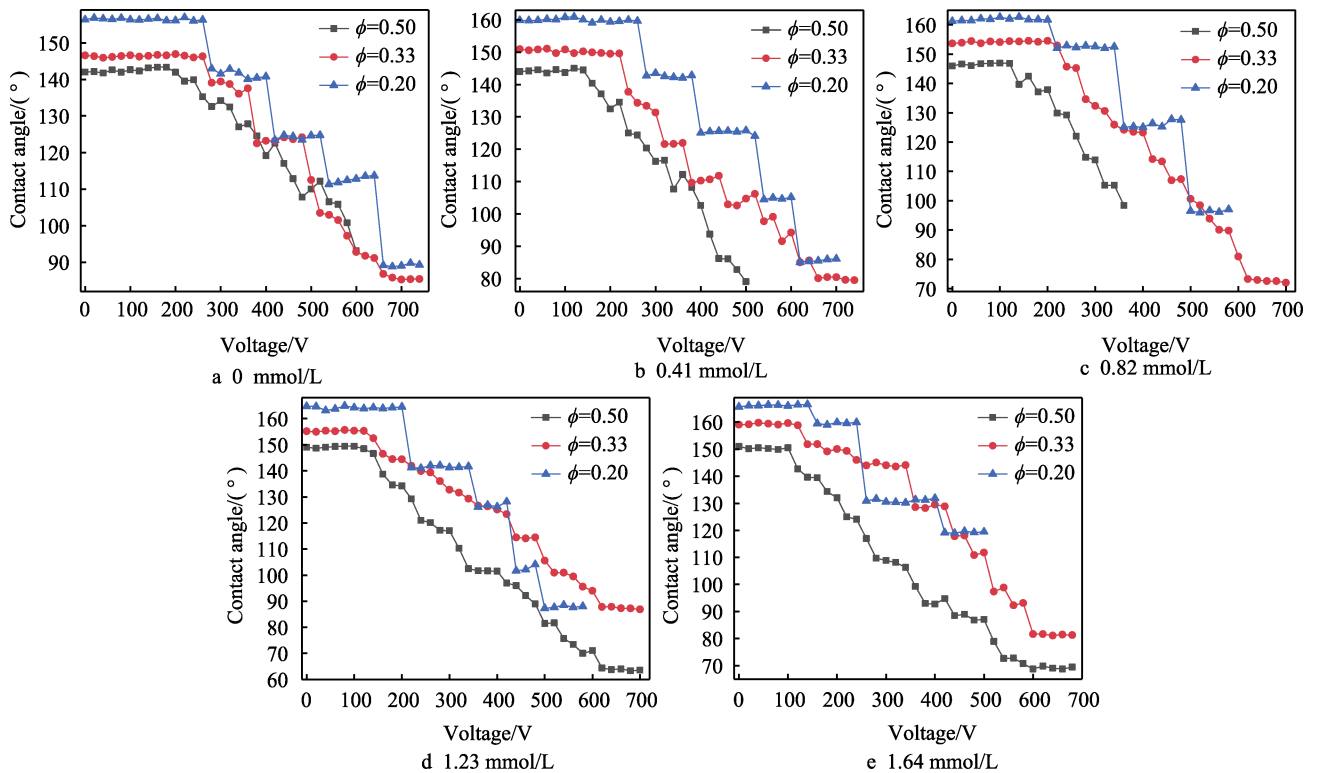 150
140
130
120
110
100
90
0 100 200 300 400 500 600 700
Contact angle/( ° )
Voltage/V
ϕ=0.50
ϕ=0.33
ϕ=0.20
a 0 mmol/L
160
150
140
130
120
110
100
90
80
0 100 200 300 400 500 600 700
Contact angle/( ° )
Voltage/V
ϕ=0.50
ϕ=0.33
ϕ=0.20
b 0.41 mmol/L
160
150
140
130
120
110
100
90
80
70
0 100 200 300 400 500 600 700
Contact angle/( ° )
Voltage/V
ϕ=0.50
ϕ=0.33
ϕ=0.20
c 0.82 mmol/L
160
150
140
130
120
110
100
90
80
70
60
0 100 200 300 400 500 600 700
Contact angle/( ° )
Voltage/V
ϕ=0.50
ϕ=0.33
ϕ=0.20
d 1.23 mmol/L
160
150
140
130
120
110
100
90
80
70
0 100 200 300 400 500 600 700
Contact angle/( ° )
Voltage/V
ϕ=0.50
ϕ=0.33
ϕ=0.20
e 1.64 mmol/L